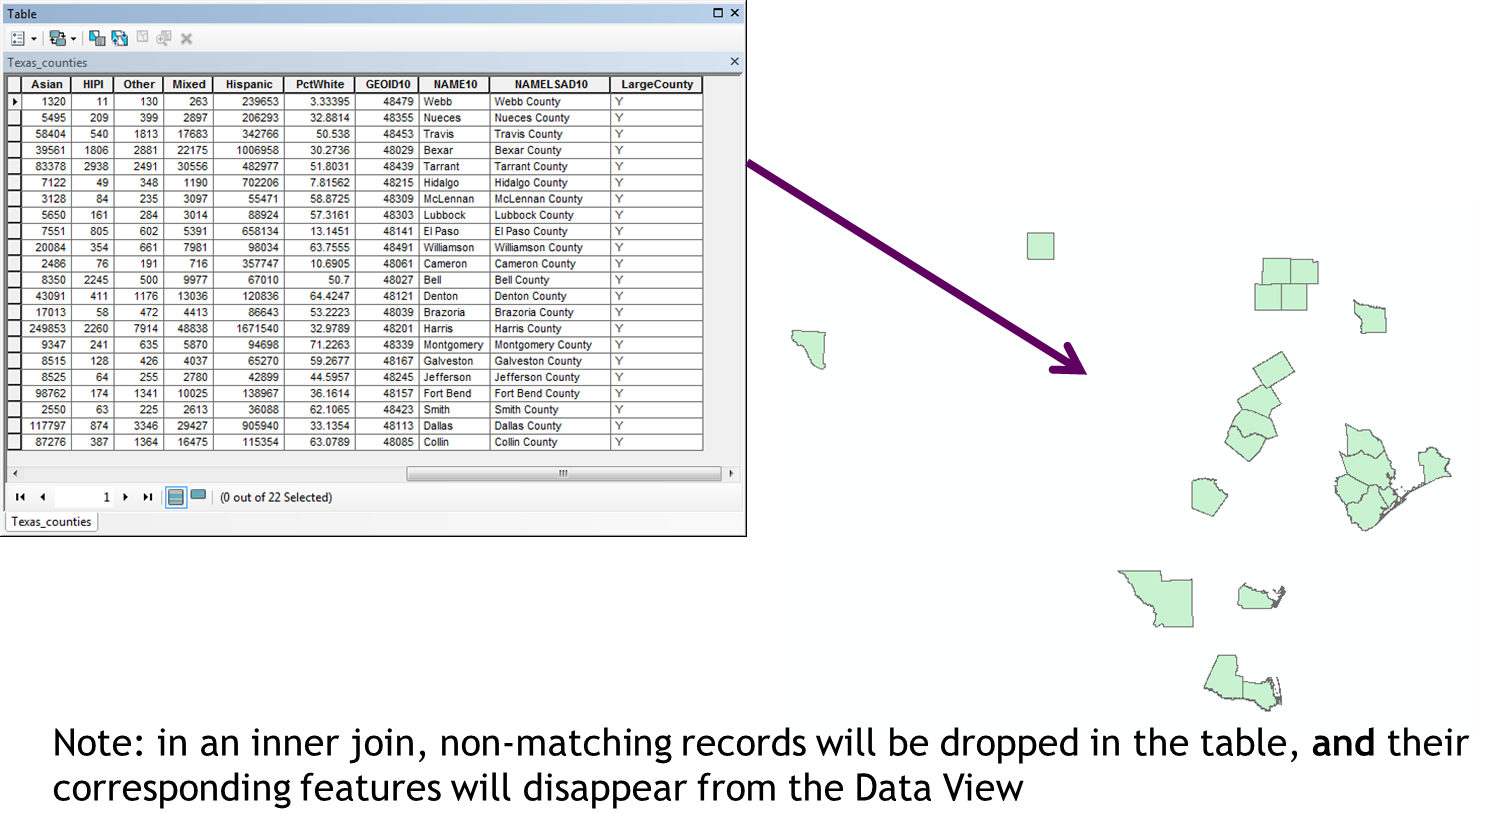 Table
Texas_counties
Asian HIPI Other Mixed Hispanic PctWhite GEOID10 NAME10 NAMELSAD10 LargeCounty
1320 11 130 263 239653 3.33395 48479 Webb Webb County Y
5495 209 399 2897 206293 32.8814 48355 Nueces Nueces County Y
58404 540 1813 17683 342766 50.538 48453 Travis Travis County Y
39561 1806 2881 22175 1006958 30.2736 48029 Bexar Bexar County Y
83378 2938 2491 30556 482977 51.8031 48439 Tarrant Tarrant County Y
7122 49 348 1190 702206 7.81562 48215 Hidalgo Hidalgo County Y
3128 84 235 3097 55471 58.8725 48309 McLennan McLennan County Y
5650 161 284 3014 88924 57.3161 48303 Lubbock Lubbock County Y
7551 805 602 5391 658134 13.1451 48141 El Paso El Paso County Y
20084 354 661 7981 98034 63.7555 48491 Williamson Williamson County Y
2486 76 191 716 357747 10.6905 48061 Cameron Cameron County Y
8350 2245 500 9977 67010 50.7 48027 Bell Bell County Y
43091 411 1176 13036 120836 64.4247 48121 Denton Denton County Y
17013 58 472 4413 86643 53.2223 48039 Brazoria Brazoria County Y
249853 2260 7914 48838 1671540 32.9789 48201 Harris Harris County Y
9347 241 635 5870 94698 71.2263 48339 Montgomery Montgomery County Y
8515 128 426 4037 65270 59.2677 48167 Galveston Galveston County Y
8525 64 255 2780 42899 44.5957 48245 Jefferson Jefferson County Y
98762 174 1341 10025 138967 36.1614 48157 Fort Bend Fort Bend County Y
2550 63 225 2613 36088 62.1065 48423 Smith Smith County Y
117797 874 3346 29427 905940 33.1354 48113 Dallas Dallas County Y
87276 387 1364 16475 115354 63.0789 48085 Collin Collin County Y
1 (0 out of 22 Selected)
Texas_counties
Note: in an inner join, non-matching records will be dropped in the table, and their
corresponding features will disappear from the Data View